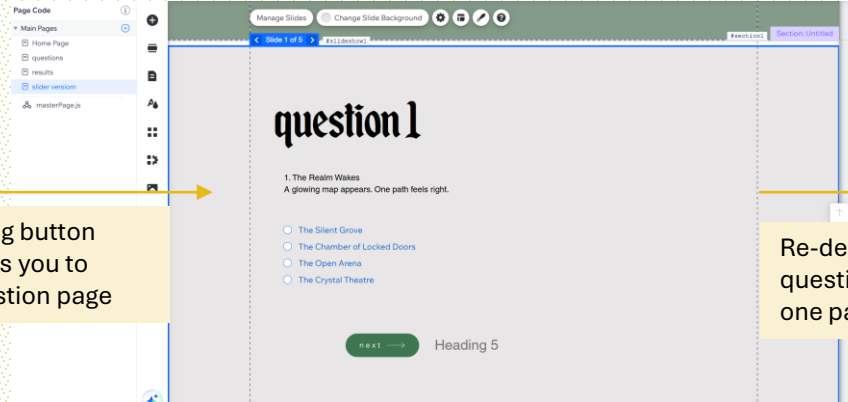 Page Code
Main Pages
Home Page
questions
results
slider versiom
masterPage.js
Manage Slides
Change Slide Background
Slide 1 of 5
#slideshow1
#section1
Section: Untitled
question 1
1. The Realm Wakes
A glowing map appears. One path feels right.
The Silent Grove
The Chamber of Locked Doors
The Open Arena
The Crystal Theatre
next
Heading 5
g button
s you to
stion page
Re-de
questi
one pa